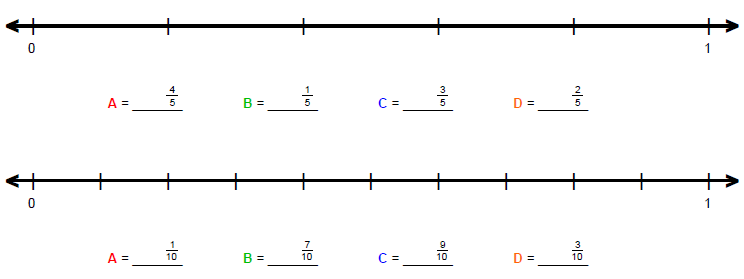 0 1
A = 4/5 B = 1/5 C = 3/5 D = 2/5
0 1
A = 1/10 B = 7/10 C = 9/10 D = 3/10